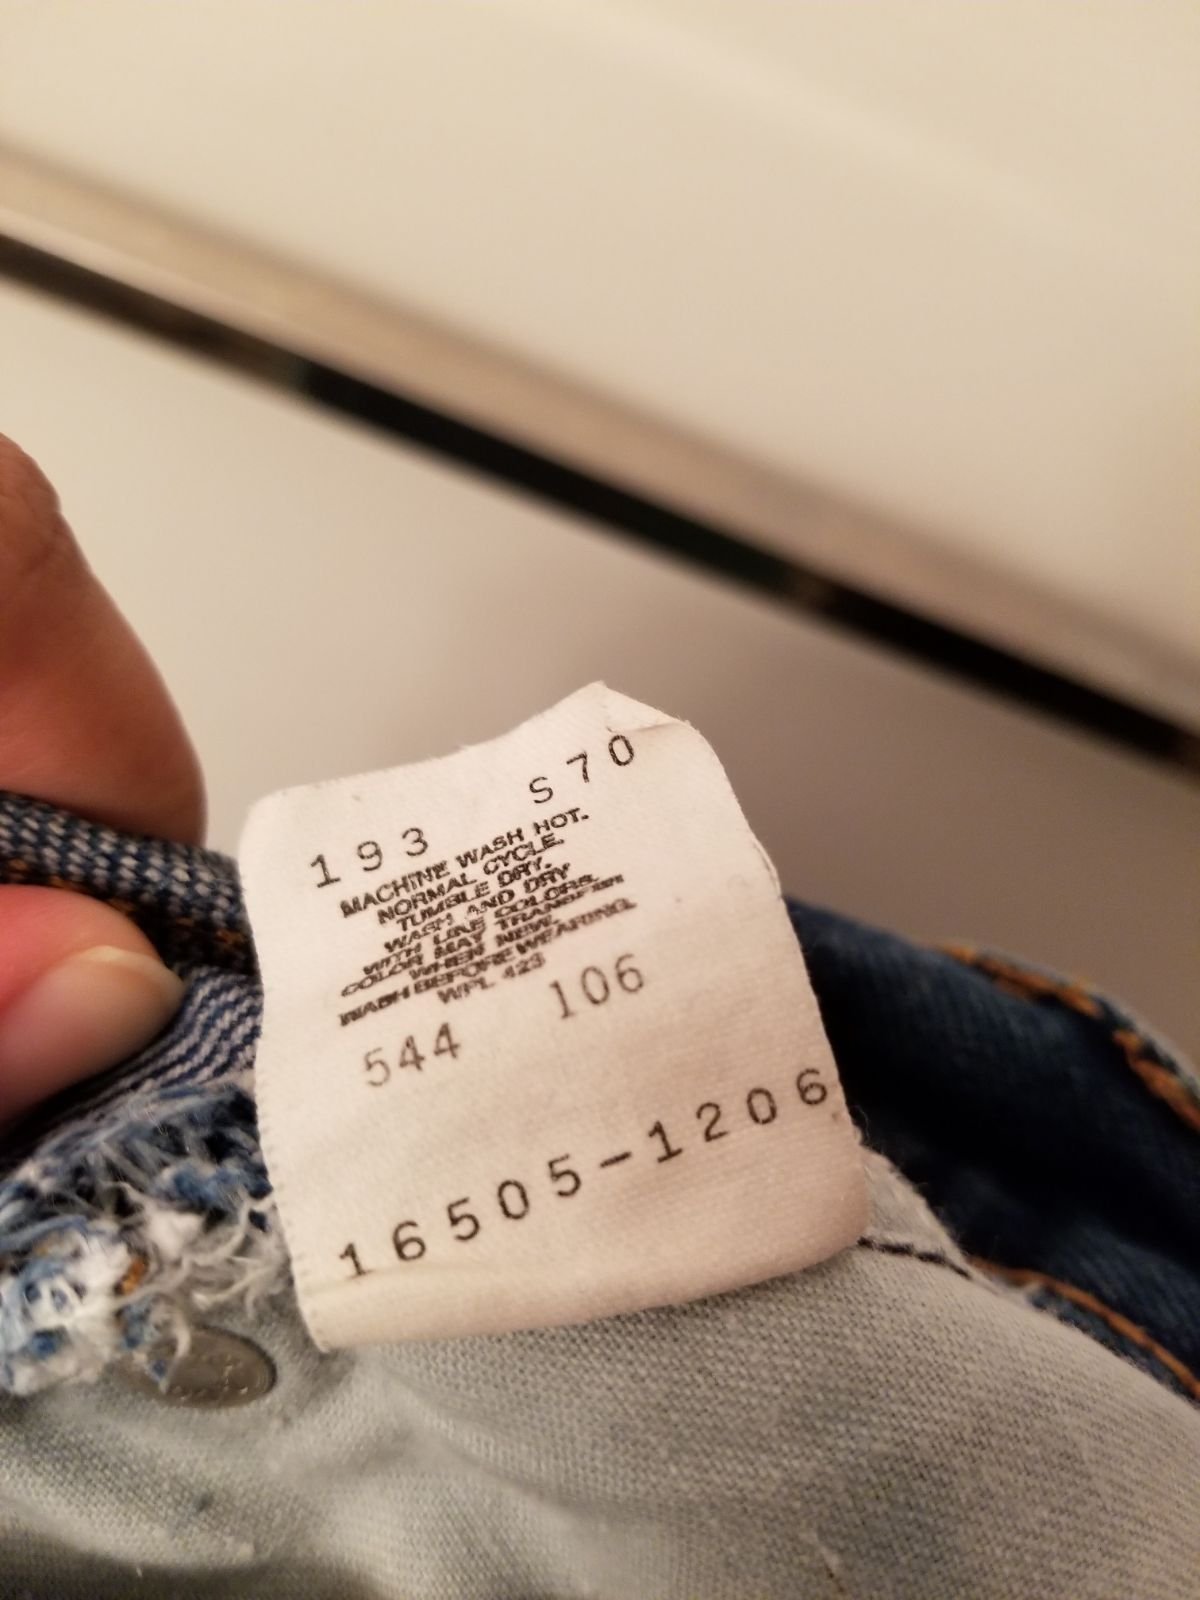 193 S70
MACHINE WASH HOT.
NORMAL CYCLE.
TUMBLE DRY.
WASH AND DRY
WITH LIKE COLORS.
COLOR MAY TRANSFER
WHEN NEW.
WASH BEFORE WEARING.
WPL 423
544 106
16505-1206